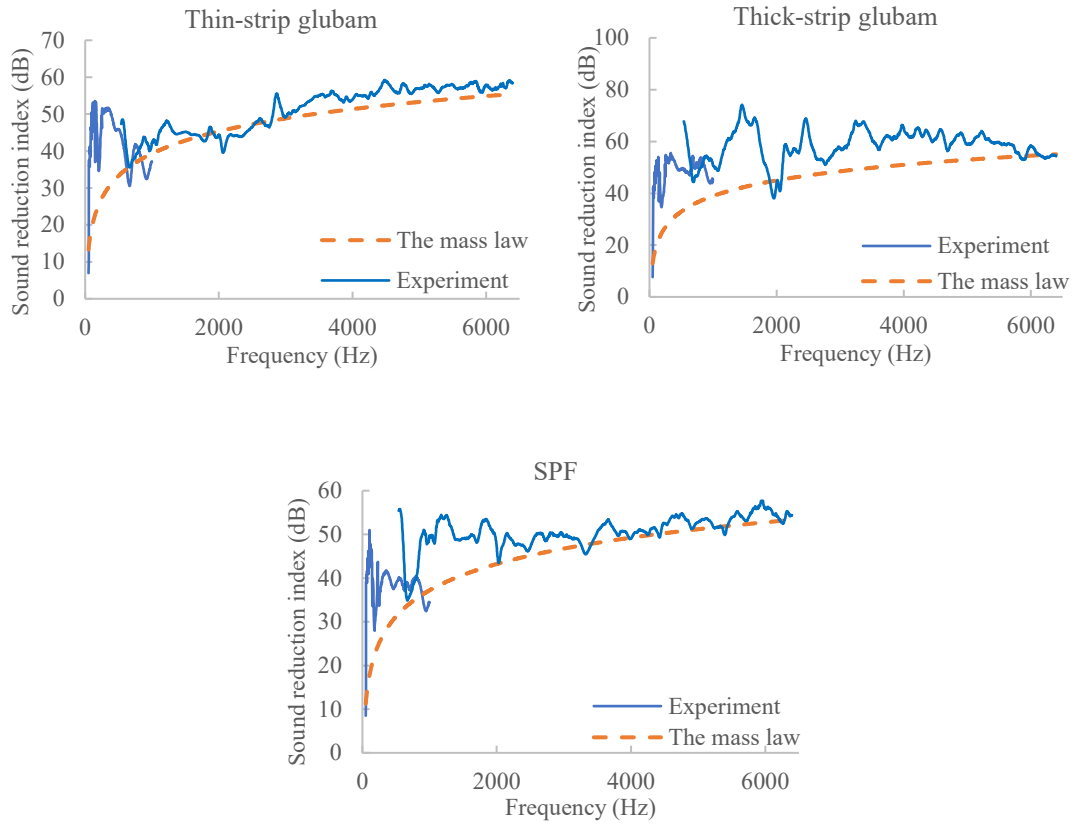 Thin-strip glubam
Sound reduction index (dB)
70
60
50
40
30
20
10
0
The mass law
Experiment
0 2000 4000 6000
Frequency (Hz)
Thick-strip glubam
Sound reduction index (dB)
100
80
60
40
20
0
Experiment
The mass law
0 2000 4000 6000
Frequency (Hz)
SPF
Sound reduction index (dB)
60
50
40
30
20
10
0
Experiment
The mass law
0 2000 4000 6000
Frequency (Hz)